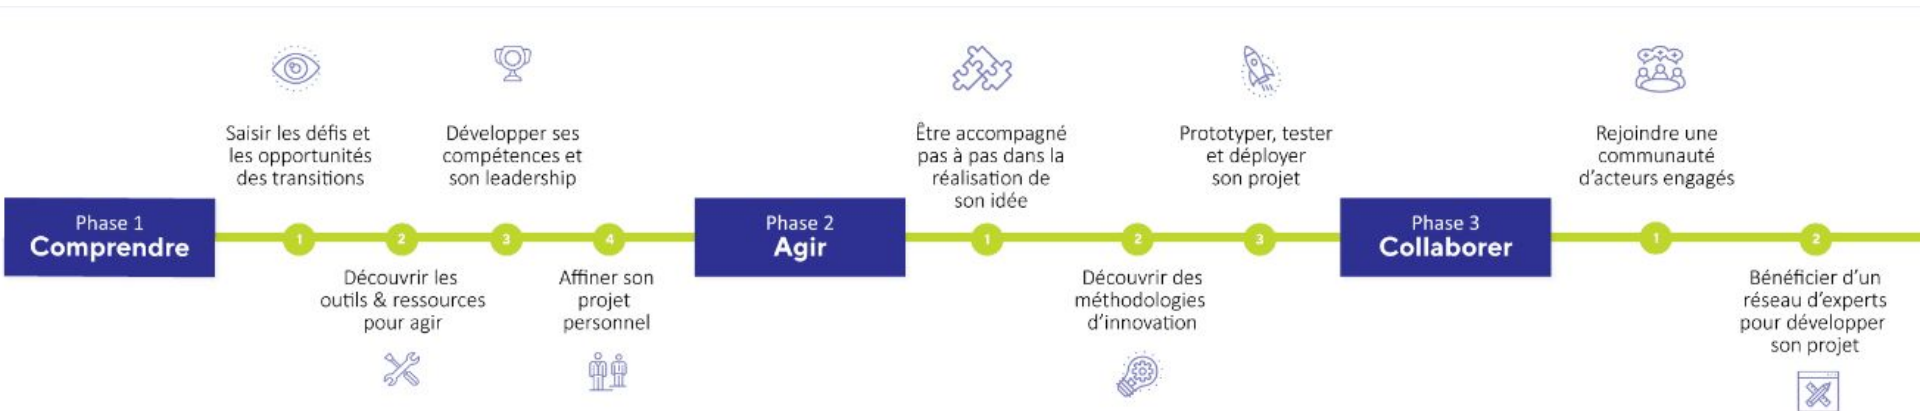 Phase 1
Comprendre
1
Saisir les défis et
les opportunités
des transitions
2
Découvrir les
outils & ressources
pour agir
3
Développer ses
compétences et
son leadership
4
Affiner son
projet
personnel
Phase 2
Agir
1
Être accompagné
pas à pas dans la
réalisation de
son idée
2
Découvrir des
méthodologies
d’innovation
3
Prototyper, tester
et déployer
son projet
Phase 3
Collaborer
1
Rejoindre une
communauté
d’acteurs engagés
2
Bénéficier d’un
réseau d’experts
pour développer
son projet